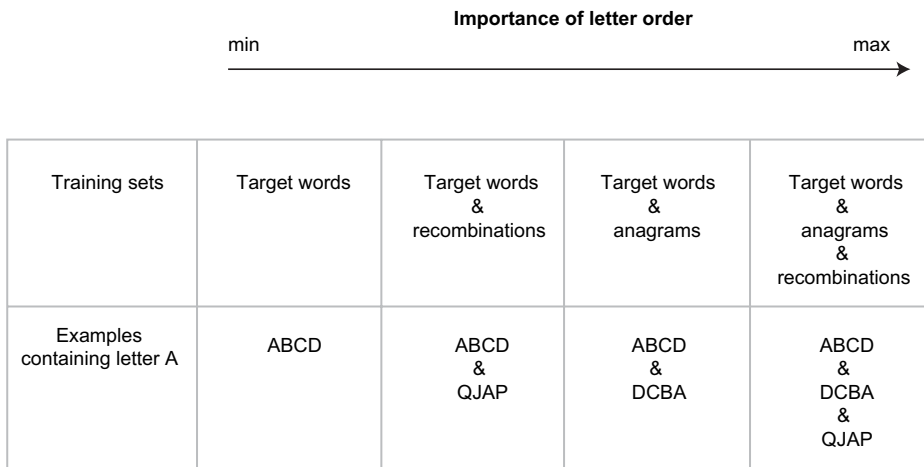 Importance of letter order
min max
Training sets
Target words
Target words
&
recombinations
Target words
&
anagrams
Target words
&
anagrams
&
recombinations
Examples
containing letter A
ABCD
ABCD
&
QJAP
ABCD
&
DCBA
ABCD
&
DCBA
&
QJAP